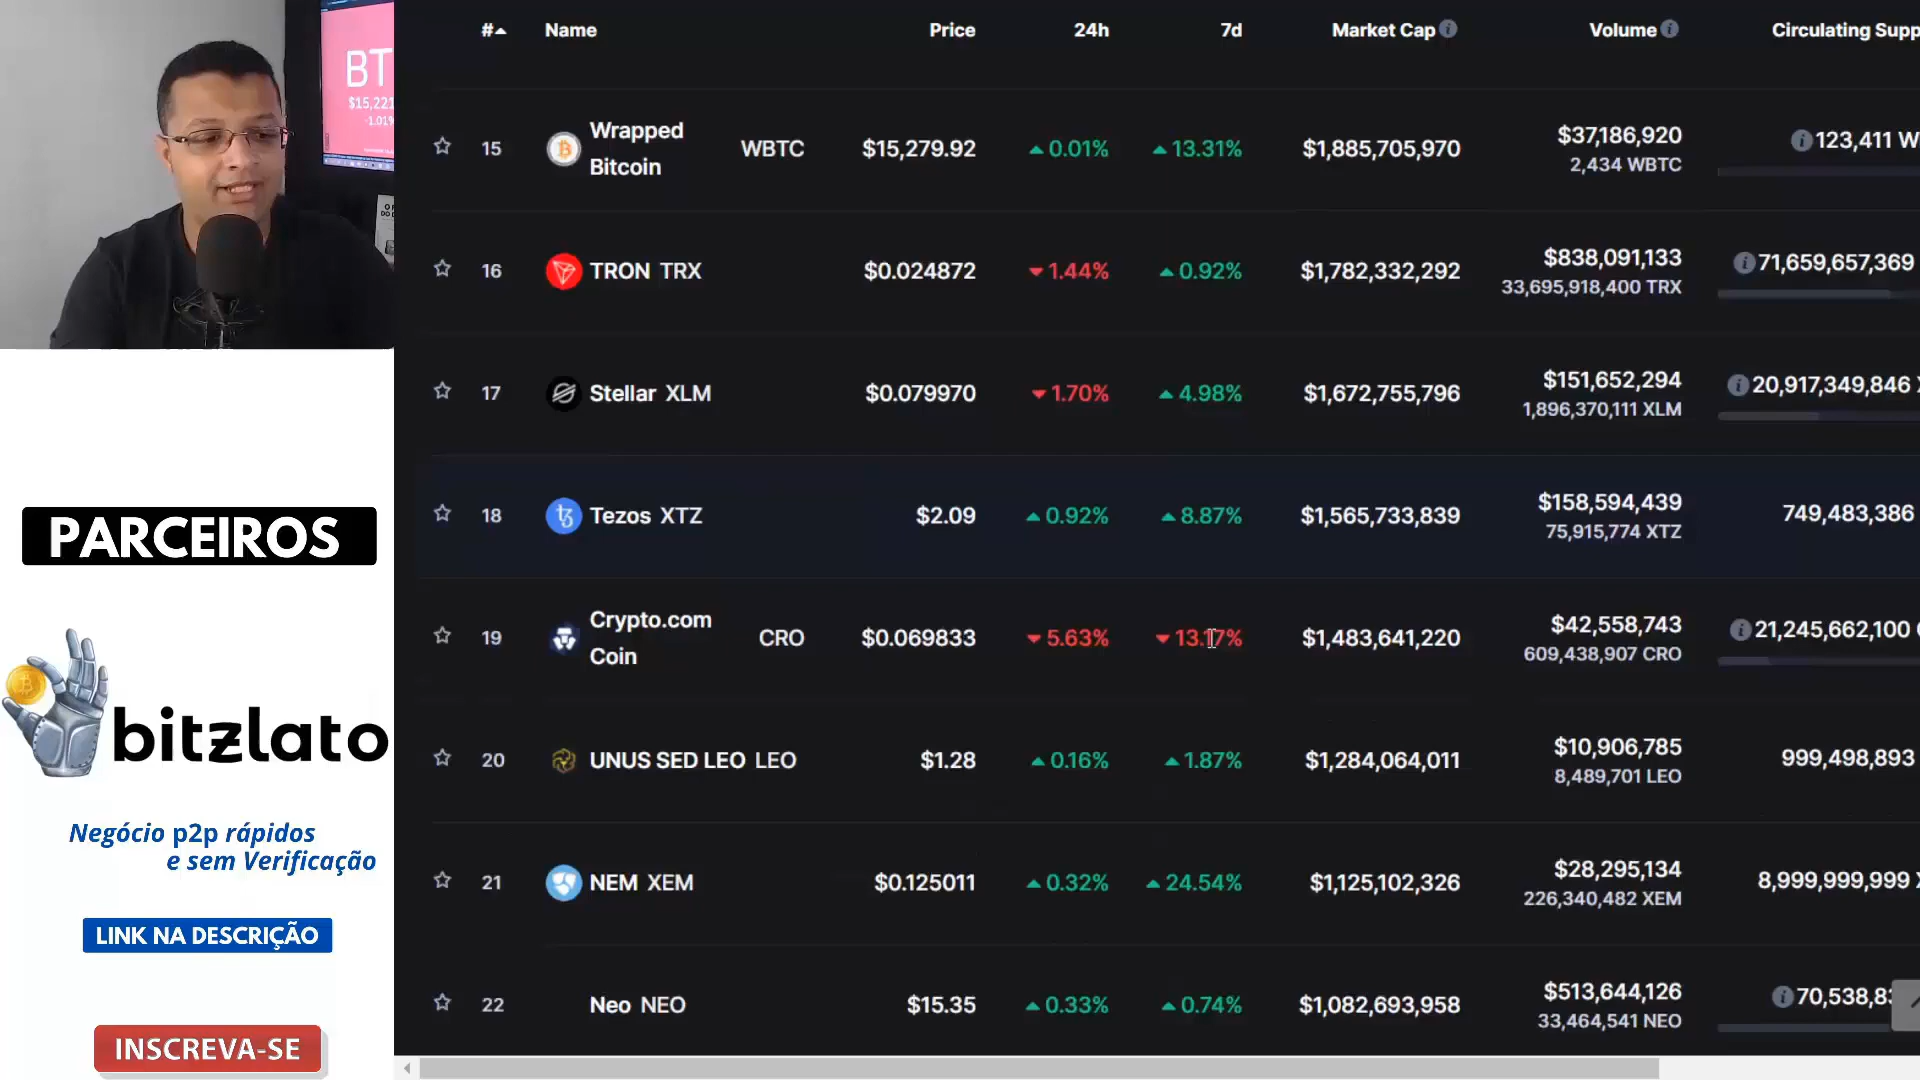 BT
$15,221
-1.01%
# Name Price 24h 7d Market Cap Volume Circulating Supp
15 Wrapped Bitcoin WBTC $15,279.92 0.01% 13.31% $1,885,705,970 $37,186,920 123,411 W
2,434 WBTC
16 TRON TRX $0.024872 1.44% 0.92% $1,782,332,292 $838,091,133 71,659,657,369
33,695,918,400 TRX
17 Stellar XLM $0.079970 1.70% 4.98% $1,672,755,796 $151,652,294 20,917,349,846 X
1,896,370,111 XLM
18 Tezos XTZ $2.09 0.92% 8.87% $1,565,733,839 $158,594,439 749,483,386
75,915,774 XTZ
19 Crypto.com Coin CRO $0.069833 5.63% 13.17% $1,483,641,220 $42,558,743 21,245,662,100
609,438,907 CRO
20 UNUS SED LEO LEO $1.28 0.16% 1.87% $1,284,064,011 $10,906,785 999,498,893
8,489,701 LEO
21 NEM XEM $0.125011 0.32% 24.54% $1,125,102,326 $28,295,134 8,999,999,999 X
226,340,482 XEM
22 Neo NEO $15.35 0.33% 0.74% $1,082,693,958 $513,644,126 70,538,83
33,464,541 NEO
PARCEIROS
bitzlato
Negócio p2p rápidos
e sem Verificação
LINK NA DESCRIÇÃO
INSCREVA-SE